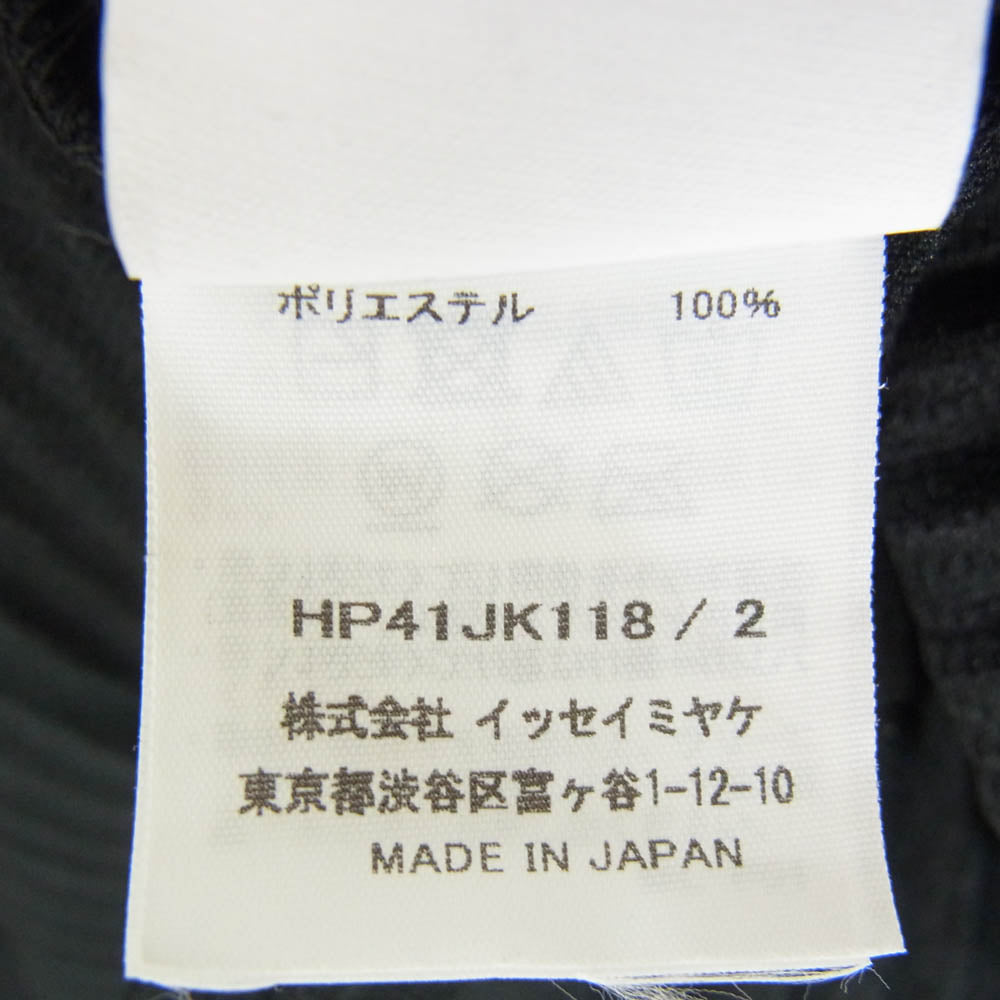 ポリエステル 100%
HP41JK118 / 2
株式会社 イッセイミヤケ
東京都渋谷区富ヶ谷1-12-10
MADE IN JAPAN